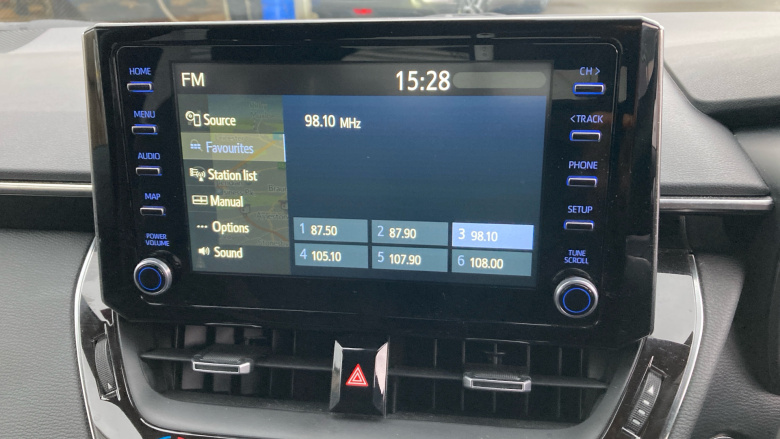 HOME
MENU
AUDIO
MAP
POWER
VOLUME
FM 15:28
Source
Favourites
Station list
Manual
Options
Sound
98.10 MHz
1 87.50 2 87.90 3 98.10
4 105.10 5 107.90 6 108.00
CH >
< TRACK
PHONE
SETUP
TUNE
SCROLL